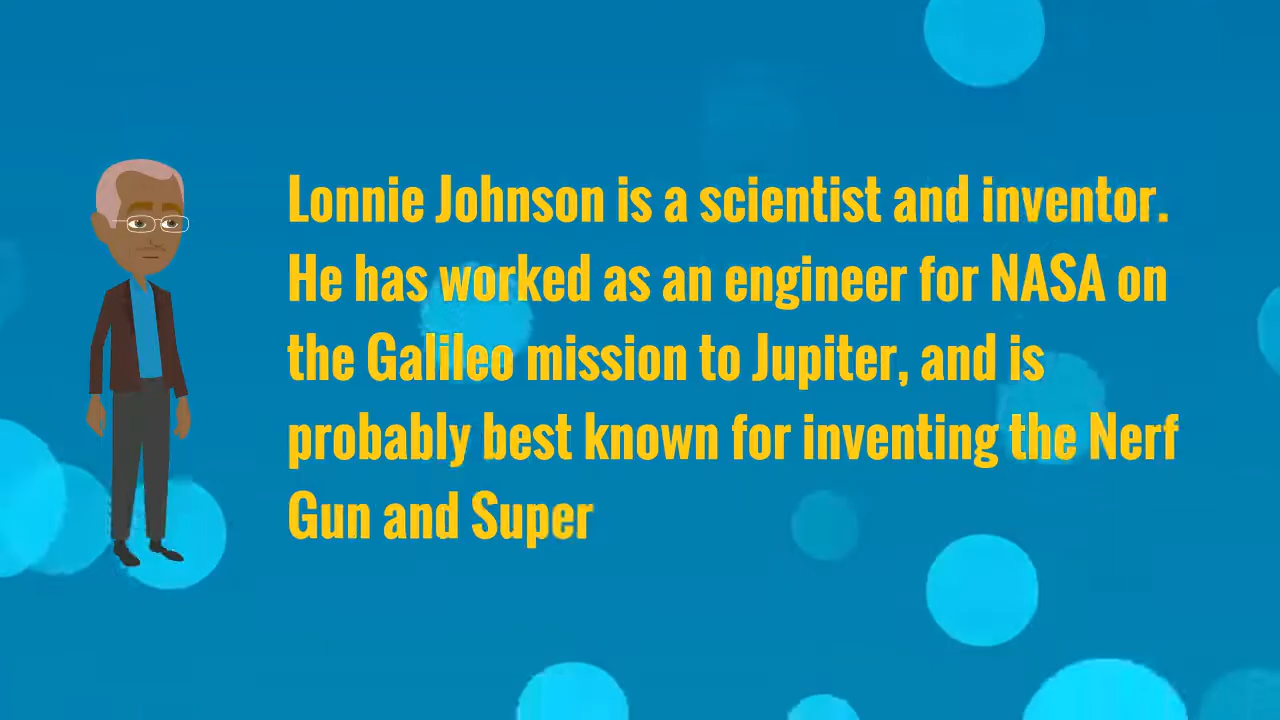 Lonnie Johnson is a scientist and inventor.
He has worked as an engineer for NASA on
the Galileo mission to Jupiter, and is
probably best known for inventing the Nerf
Gun and Super